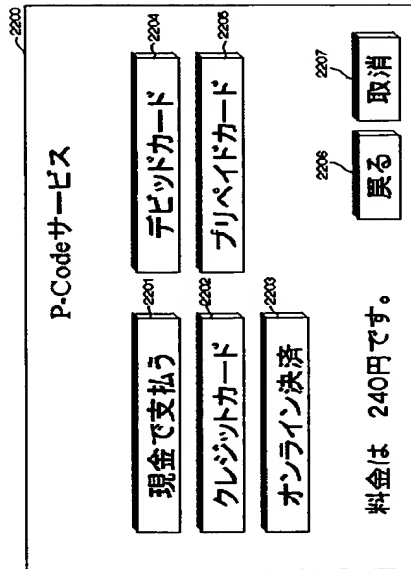 2200
P-Codeサービス
2201
現金で支払う
2204
デビッドカード
2202
クレジットカード
2205
プリペイドカード
2203
オンライン決済
料金は 240円です。
2206
戻る
2207
取消